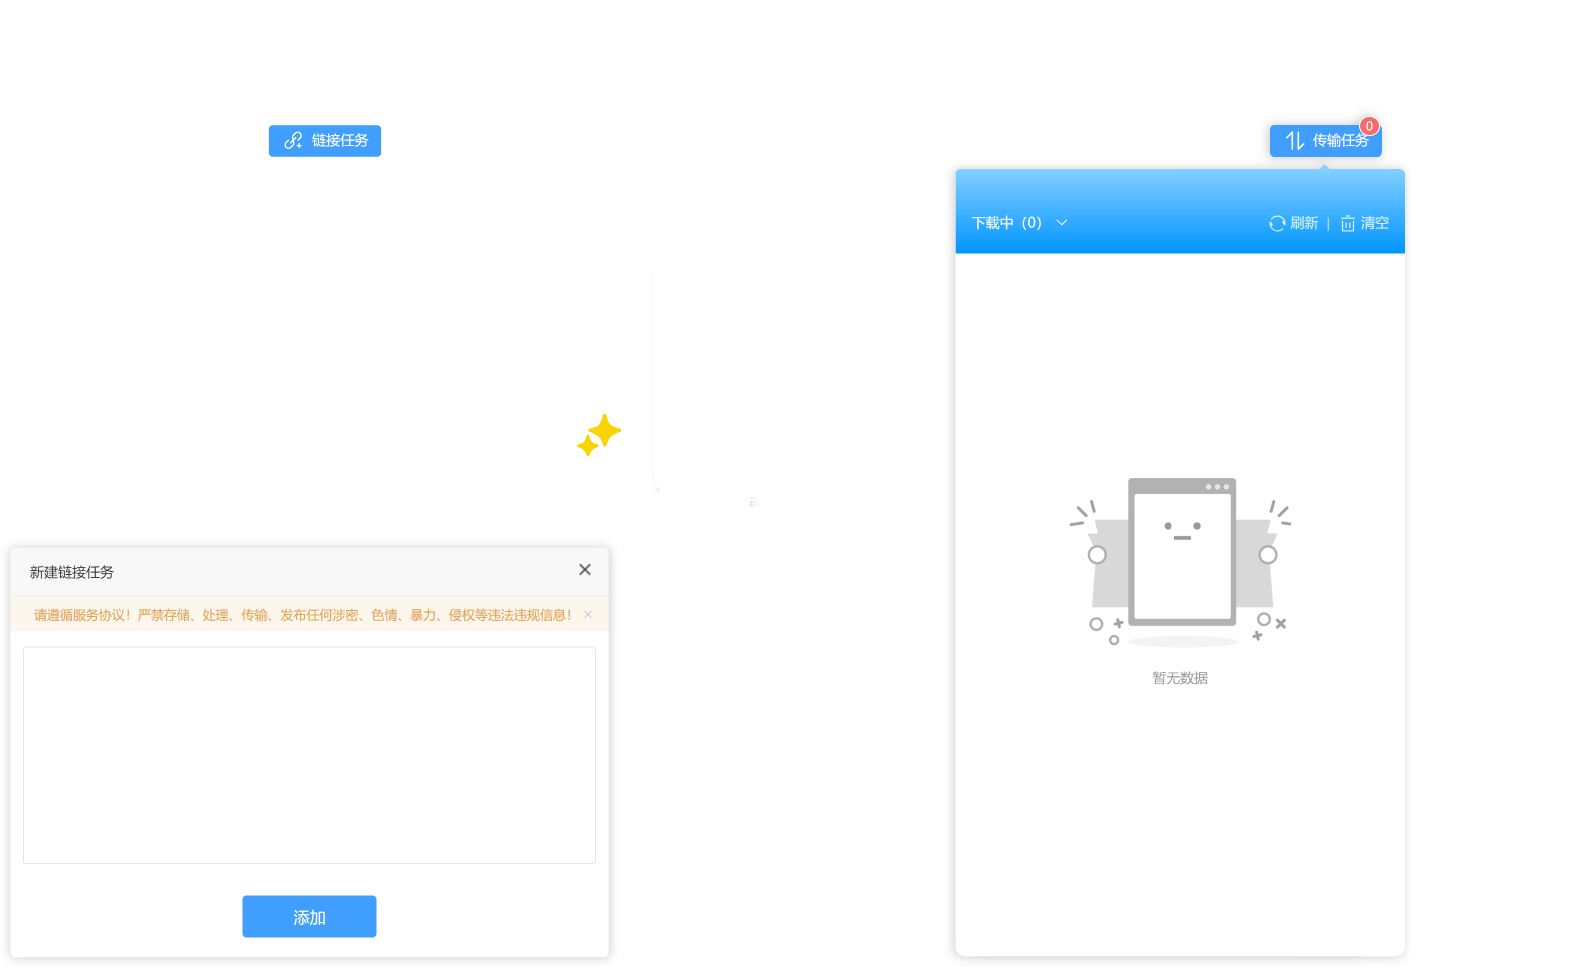 链接任务
传输任务
0
下载中（0）
刷新 | 清空
新建链接任务
请遵循服务协议！严禁存储、处理、传输、发布任何涉密、色情、暴力、侵权等违法违规信息！
暂无数据
添加